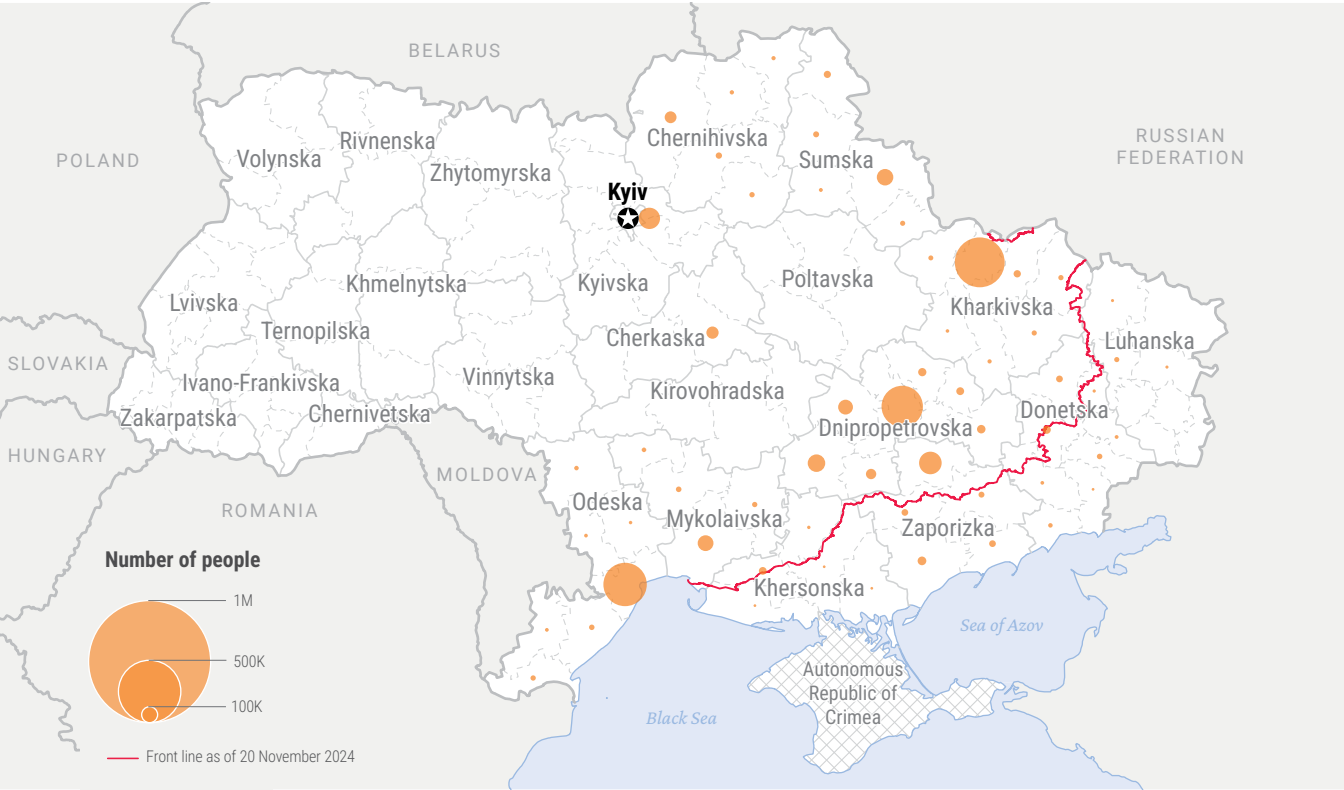 BELARUS
RUSSIAN
FEDERATION
POLAND
Volynska
Rivnenska
Zhytomyrska
Chernihivska
Sumska
Kyiv
Lvivska
Khmelnytska
Ternopilska
Kyivska
Poltavska
Kharkivska
Cherkaska
Luhanska
SLOVAKIA
Ivano-Frankivska
Vinnytska
Kirovohradska
Zakarpatska
Chernivetska
Dnipropetrovska
Donetska
HUNGARY
MOLDOVA
ROMANIA
Odeska
Mykolaivska
Zaporizka
Khersonska
Sea of Azov
Autonomous
Republic of
Crimea
Black Sea
Number of people
1M
500K
100K
Front line as of 20 November 2024